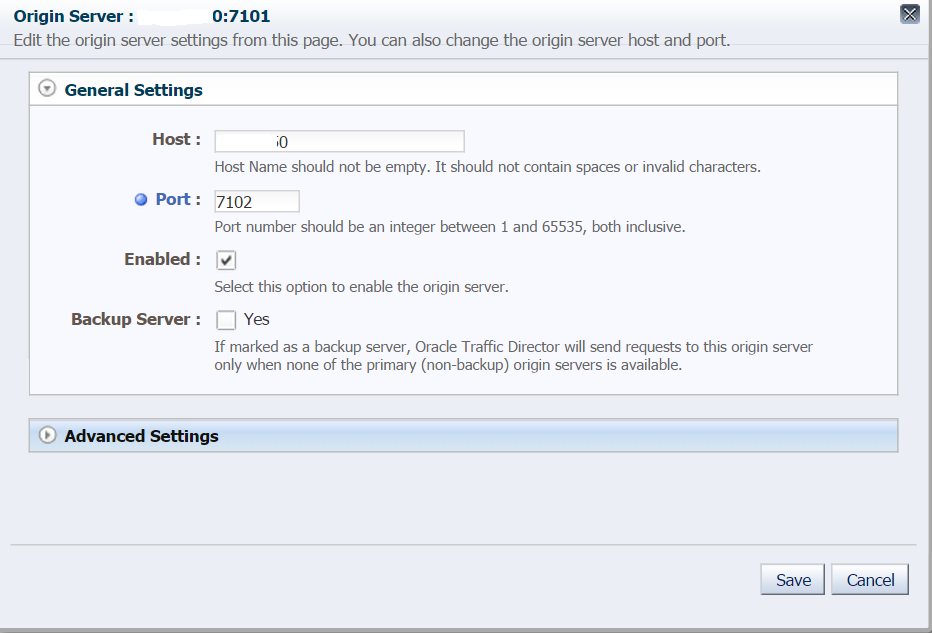 Origin Server : 0:7101
Edit the origin server settings from this page. You can also change the origin server host and port.
General Settings
Host : 0
Host Name should not be empty. It should not contain spaces or invalid characters.
Port : 7102
Port number should be an integer between 1 and 65535, both inclusive.
Enabled :
Select this option to enable the origin server.
Backup Server : Yes
If marked as a backup server, Oracle Traffic Director will send requests to this origin server
only when none of the primary (non-backup) origin servers is available.
Advanced Settings
Save Cancel